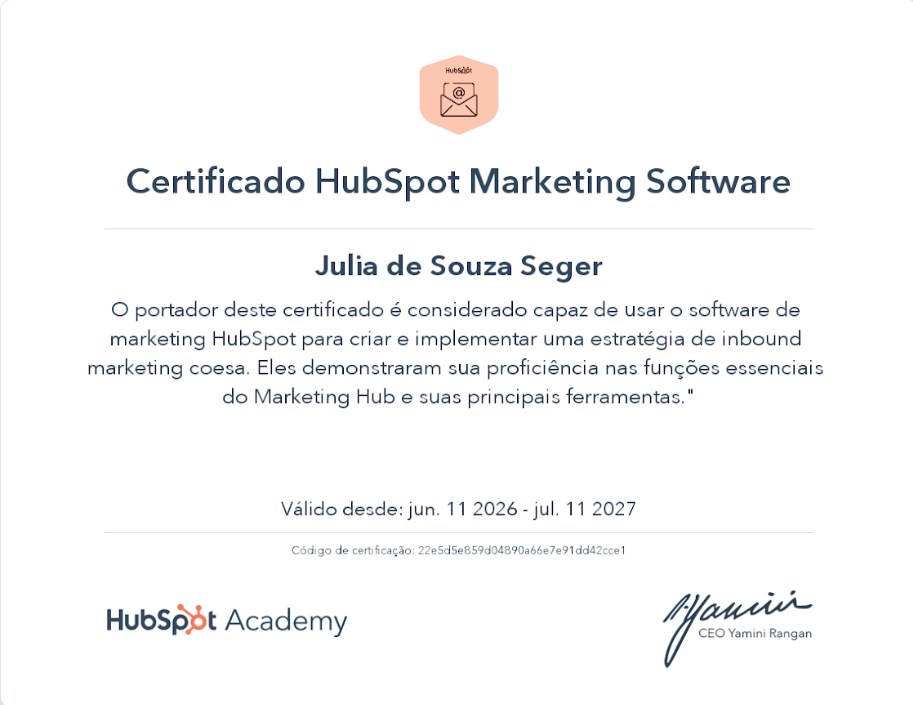 HubSpot
@
Certificado HubSpot Marketing Software
Julia de Souza Seger
O portador deste certificado é considerado capaz de usar o software de
marketing HubSpot para criar e implementar uma estratégia de inbound
marketing coesa. Eles demonstraram sua proficiência nas funções essenciais
do Marketing Hub e suas principais ferramentas."
Válido desde: jun. 11 2026 - jul. 11 2027
Código de certificação: 22e5d5e859d04890a66e7e91dd42cce1
HubSpot Academy
CEO Yamini Rangan